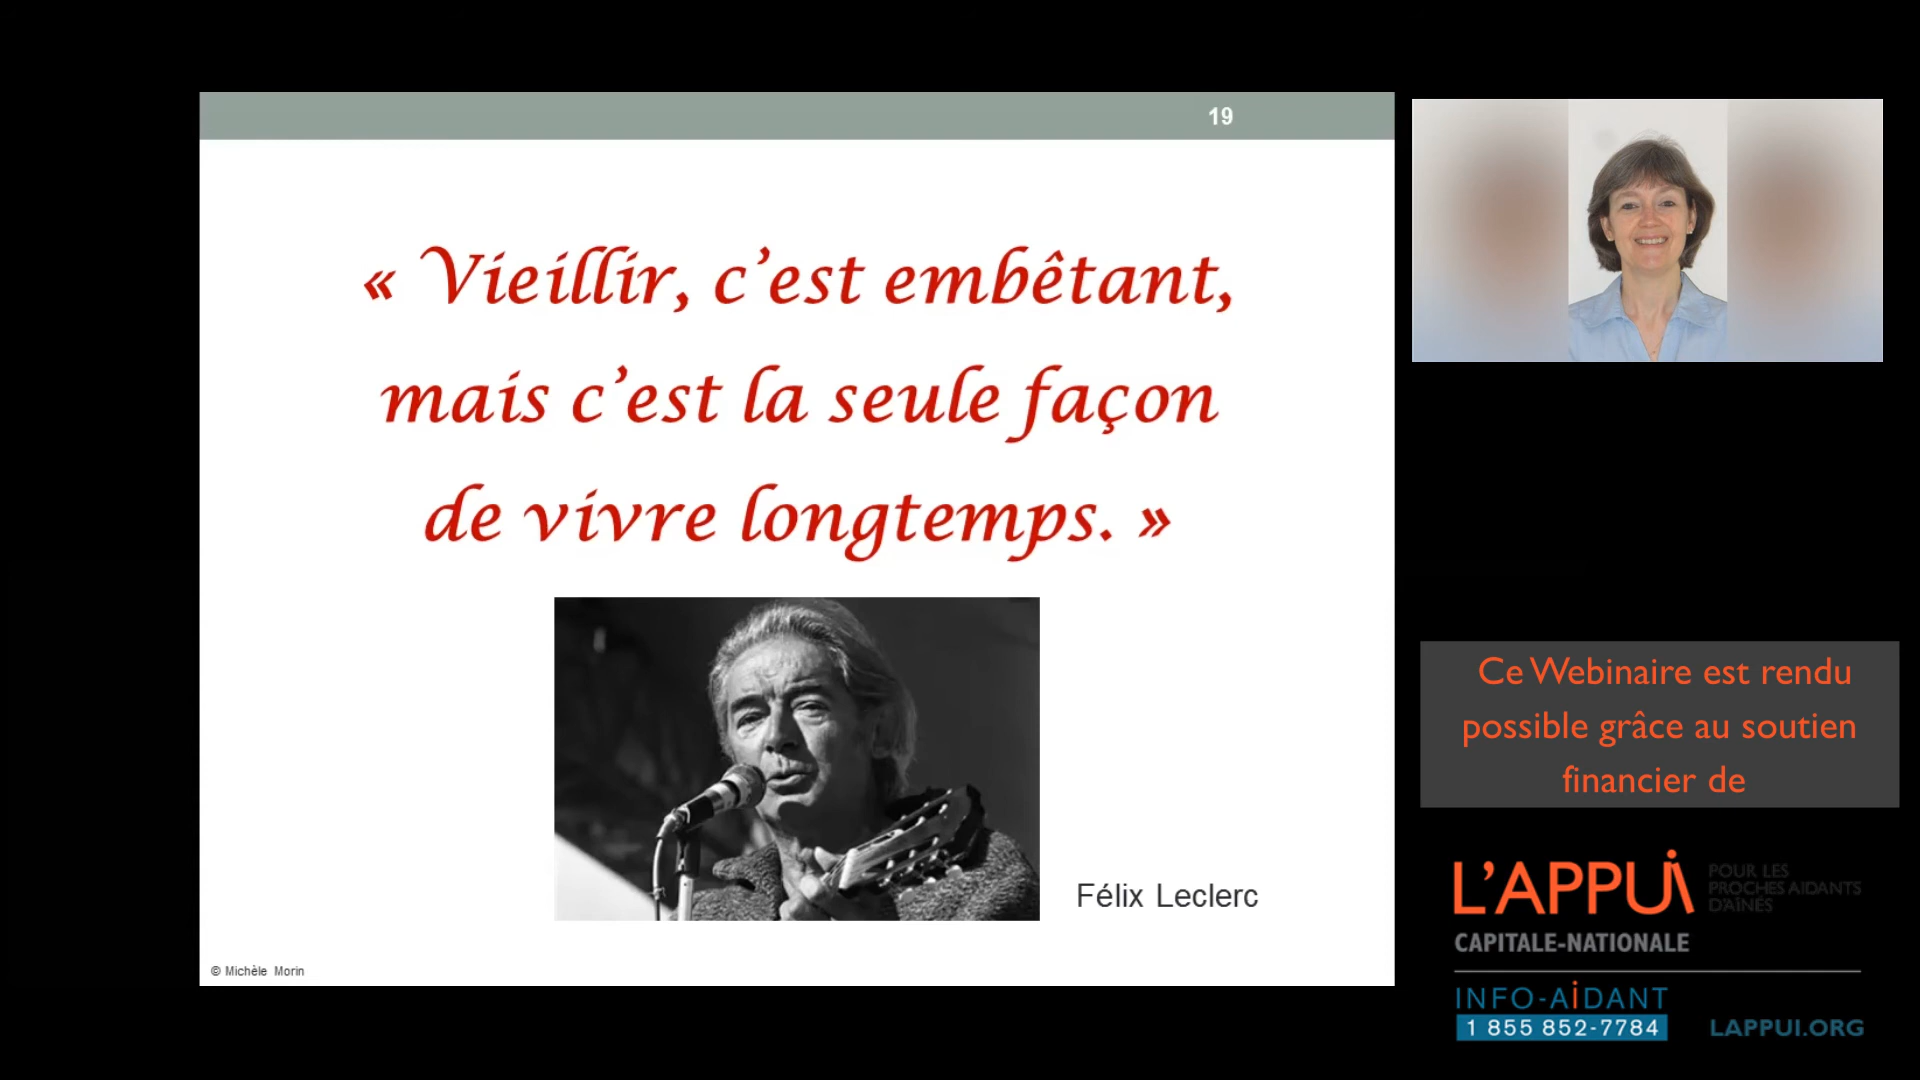 19
« Vieillir, c’est embêtant,
mais c’est la seule façon
de vivre longtemps. »
Félix Leclerc
© Michèle Morin
Ce Webinaire est rendu
possible grâce au soutien
financier de
L’APPUi
POUR LES
PROCHES AIDANTS
D’AÎNÉS
CAPITALE-NATIONALE
INFO-AiDANT
1 855 852-7784
LAPPUI.ORG